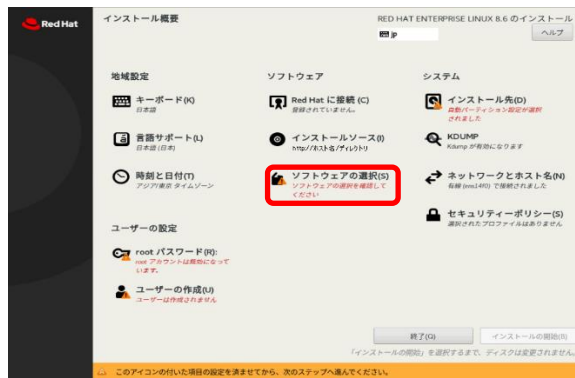 Red Hat
インストール概要
RED HAT ENTERPRISE LINUX 8.6 のインストール
jp
ヘルプ
地域設定
キーボード(K)
日本語
言語サポート(L)
日本語 (日本)
時刻と日付(T)
アジア/東京 タイムゾーン
ユーザーの設定
root パスワード(R):
root アカウントは無効になって
います。
ユーザーの作成(U)
ユーザーは作成されません
ソフトウェア
Red Hat に接続 (C)
登録されていません。
インストールソース(I)
http://ホスト名/ディレクトリ
ソフトウェアの選択(S)
ソフトウェアの選択を確認して
ください
システム
インストール先(D)
自動パーティション設定が選択
されました
KDUMP
Kdump が有効になります
ネットワークとホスト名(N)
有線 (ens14f0) で接続されました
セキュリティーポリシー(S)
選択されたプロファイルはありません
終了(Q)
インストールの開始(B)
「インストールの開始」を選択するまで、ディスクは変更されません。
このアイコンの付いた項目の設定を済ませてから、次のステップへ進んでください。